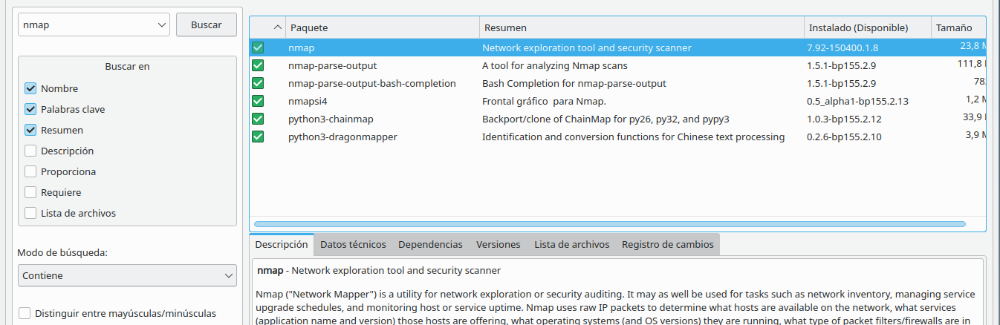 nmap
Buscar
Buscar en
Nombre
Palabras clave
Resumen
Descripción
Proporciona
Requiere
Lista de archivos
Modo de búsqueda:
Contiene
Distinguir entre mayúsculas/minúsculas
Paquete Resumen Instalado (Disponible) Tamaño
nmap Network exploration tool and security scanner 7.92-150400.1.8 23,8
nmap-parse-output A tool for analyzing Nmap scans 1.5.1-bp155.2.9 111,8
nmap-parse-output-bash-completion Bash Completion for nmap-parse-output 1.5.1-bp155.2.9 78
nmapsi4 Frontal gráfico para Nmap. 0.5_alpha1-bp155.2.13 1,2
python3-chainmap Backport/clone of ChainMap for py26, py32, and pypy3 1.0.3-bp155.2.12 33,9
python3-dragonmapper Identification and conversion functions for Chinese text processing 0.2.6-bp155.2.10 3,9
Descripción Datos técnicos Dependencias Versiones Lista de archivos Registro de cambios
nmap - Network exploration tool and security scanner
Nmap ("Network Mapper") is a utility for network exploration or security auditing. It may as well be used for tasks such as network inventory, managing service
upgrade schedules, and monitoring host or service uptime. Nmap uses raw IP packets to determine what hosts are available on the network, what services
(application name and version) those hosts are offering, what operating systems (and OS versions) they are running, what type of packet filters/firewalls are in